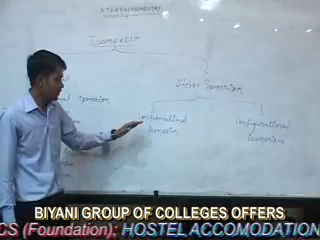 STEREOCHEMISTRY
Isomerism
Stereo Isomerism
Isomerism
Conformational
Isomerism
Configurational
Isomerism
BIYANI GROUP OF COLLEGES OFFERS
CS (Foundation); HOSTEL ACCOMODATION